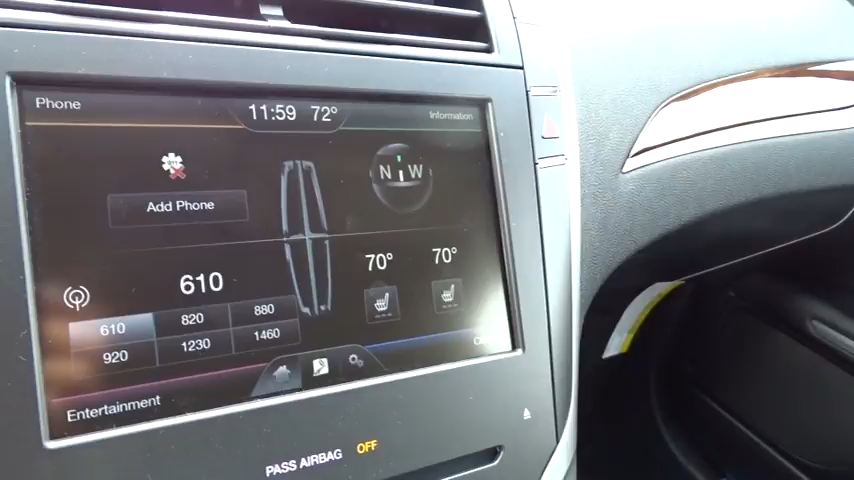 Phone
11:59 72°
Information
911
N W
Add Phone
610
70° 70°
610 820 880
920 1230 1460
Entertainment
PASS AIRBAG OFF